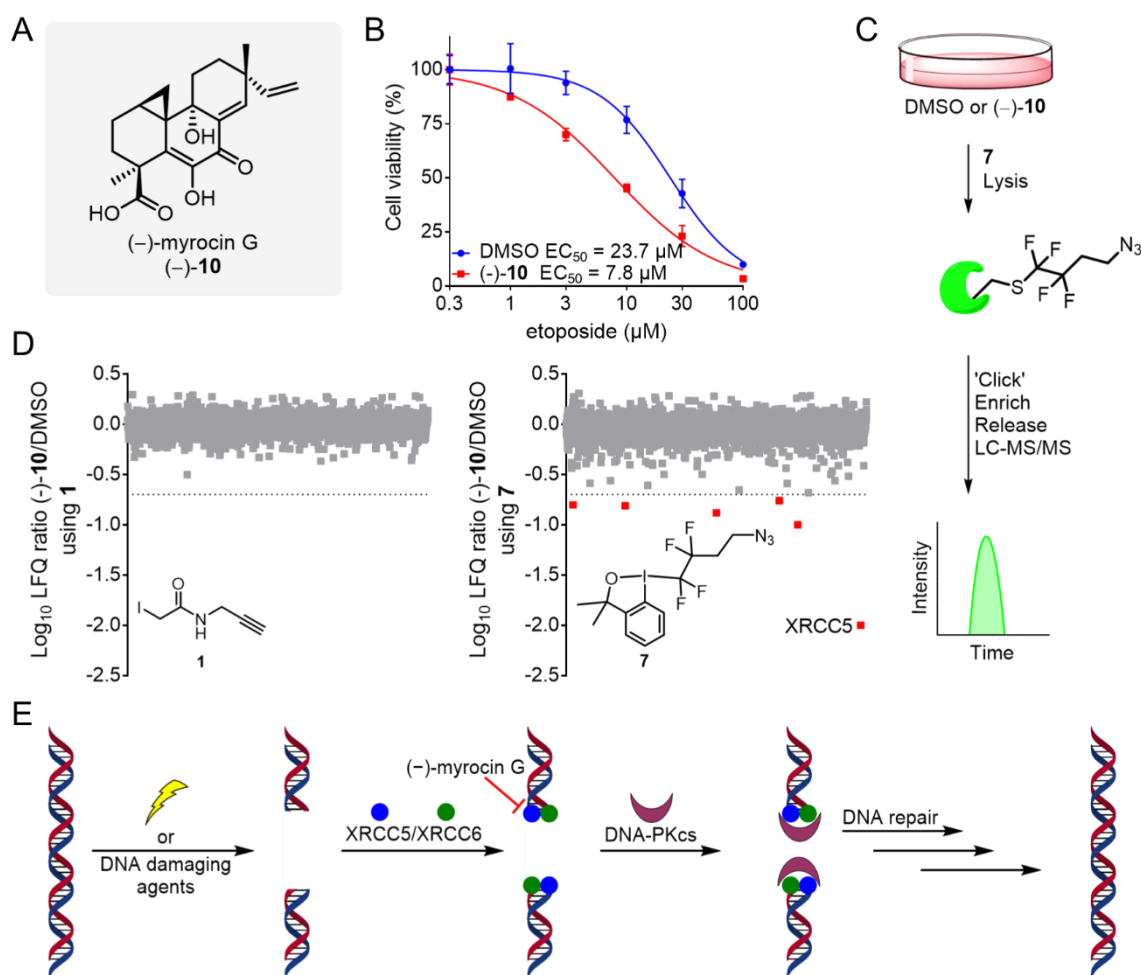 A
H
H
OH
O
OH
HO
O
(−)-myrocin G
(−)-10
B
Cell viability (%)
100
75
50
25
0
DMSO EC50 = 23.7 µM
(-)-10 EC50 = 7.8 µM
0.3 1 3 10 30 100
etoposide (µM)
C
DMSO or (−)-10
7
Lysis
S
F F
F F
N3
'Click'
Enrich
Release
LC-MS/MS
Intensity
Time
D
Log10 LFQ ratio (-)-10/DMSO
using 1
0.5
0.0
-0.5
-1.0
-1.5
-2.0
-2.5
I
O
N
H
1
Log10 LFQ ratio (-)-10/DMSO
using 7
0.5
0.0
-0.5
-1.0
-1.5
-2.0
-2.5
N3
F F
O I
F F
7
XRCC5
E
or
DNA damaging
agents
XRCC5/XRCC6
(−)-myrocin G
DNA-PKcs
DNA repair